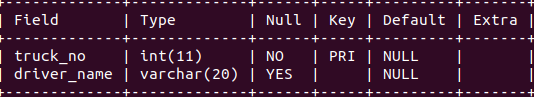 +-------------+-------------+------+-----+---------+-------+
| Field       | Type        | Null | Key | Default | Extra |
+-------------+-------------+------+-----+---------+-------+
| truck_no    | int(11)     | NO   | PRI | NULL    |       |
| driver_name | varchar(20) | YES  |     | NULL    |       |
+-------------+-------------+------+-----+---------+-------+